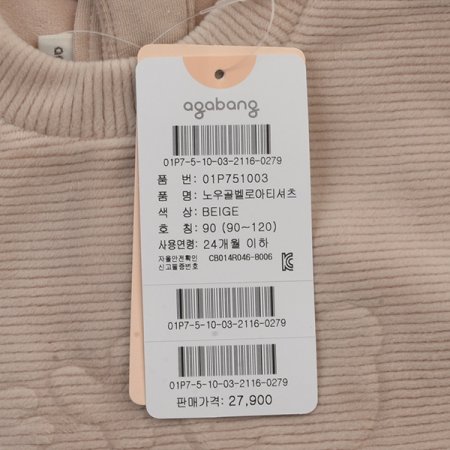 agabang
01P7-5-10-03-2116-0279
품 번: 01P751003
품 명: 노우골벨로아티셔츠
색 상: BEIGE
호 칭: 90 (90~120)
사용연령: 24개월 이하
자율안전확인
신고필증번호 CB014R046-8006
01P7-5-10-03-2116-0279
01P7-5-10-03-2116-0279
agabang
판매가격: 27,900